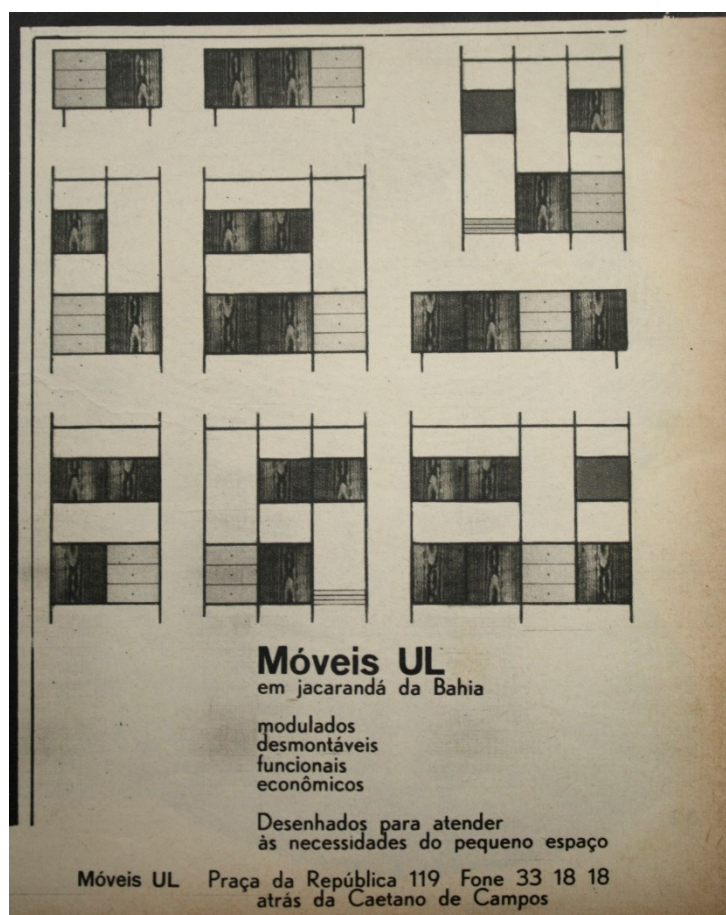 Móveis UL
em jacarandá da Bahia
modulados
desmontáveis
funcionais
econômicos
Desenhados para atender
às necessidades do pequeno espaço
Móveis UL Praça da República 119 Fone 33 18 18
atrás da Caetano de Campos